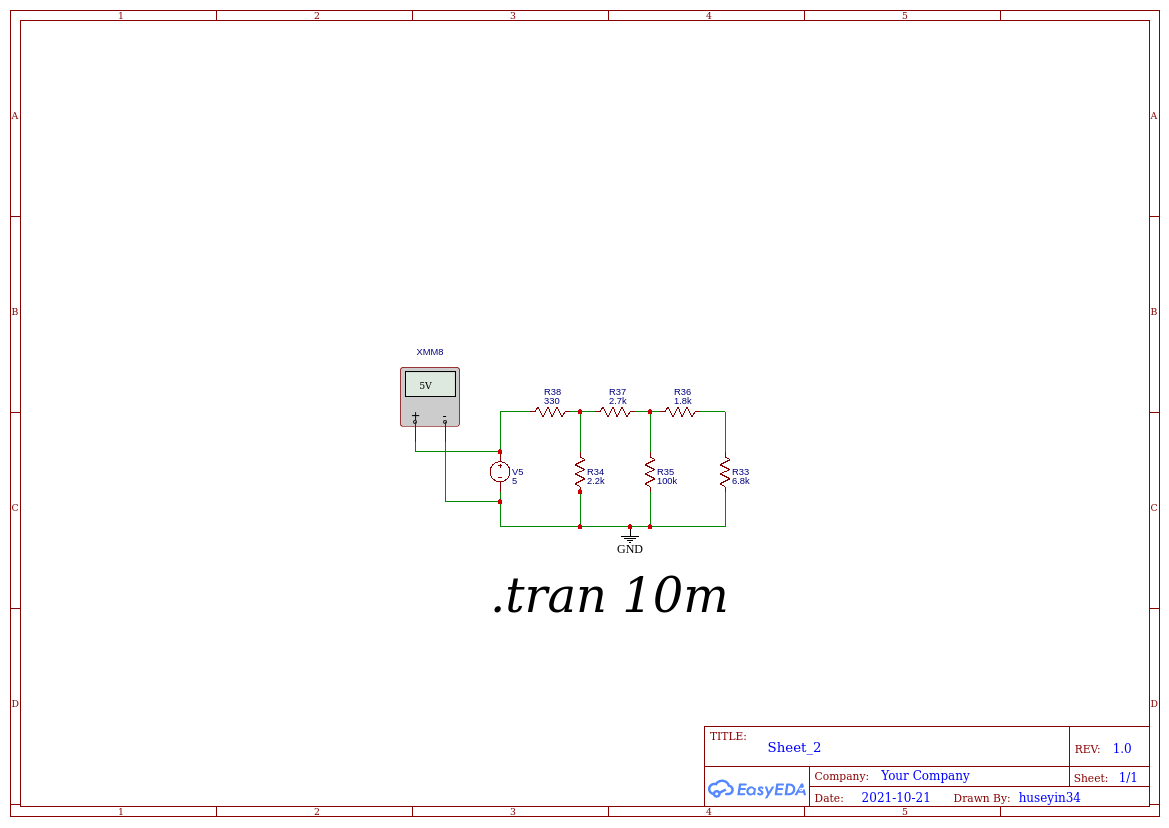 1 2 3 4 5
A A
B B
XMM8
5V
+ -
R38 R37 R36
330 2.7k 1.8k
V5 R34 R35 R33
5 2.2k 100k 6.8k
C C
GND
.tran 10m
D D
TITLE:
Sheet_2
REV: 1.0
EasyEDA
Company: Your Company
Sheet: 1/1
Date: 2021-10-21 Drawn By: huseyin34
1 2 3 4 5